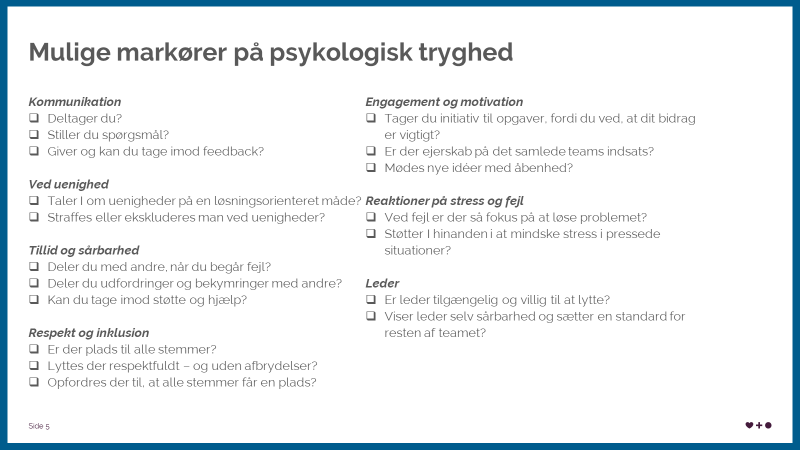 Mulige markører på psykologisk tryghed
Kommunikation
❑ Deltager du?
❑ Stiller du spørgsmål?
❑ Giver og kan du tage imod feedback?
Ved uenighed
❑ Taler I om uenigheder på en løsningsorienteret måde?
❑ Straffes eller ekskluderes man ved uenigheder?
Tillid og sårbarhed
❑ Deler du med andre, når du begår fejl?
❑ Deler du udfordringer og bekymringer med andre?
❑ Kan du tage imod støtte og hjælp?
Respekt og inklusion
❑ Er der plads til alle stemmer?
❑ Lyttes der respektfuldt – og uden afbrydelser?
❑ Opfordres der til, at alle stemmer får en plads?
Engagement og motivation
❑ Tager du initiativ til opgaver, fordi du ved, at dit bidrag
er vigtigt?
❑ Er der ejerskab på det samlede teams indsats?
❑ Mødes nye idéer med åbenhed?
Reaktioner på stress og fejl
❑ Ved fejl er der så fokus på at løse problemet?
❑ Støtter I hinanden i at mindske stress i pressede
situationer?
Leder
❑ Er leder tilgængelig og villig til at lytte?
❑ Viser leder selv sårbarhed og sætter en standard for
resten af teamet?
Side 5